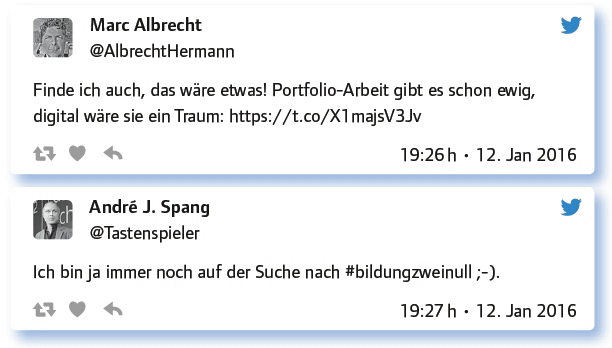 Marc Albrecht
@AlbrechtHermann
Finde ich auch, das wäre etwas! Portfolio-Arbeit gibt es schon ewig,
digital wäre sie ein Traum: https://t.co/X1majsV3Jv
19:26 h • 12. Jan 2016
André J. Spang
@Tastenspieler
Ich bin ja immer noch auf der Suche nach #bildungzweinull ;-).
19:27 h • 12. Jan 2016